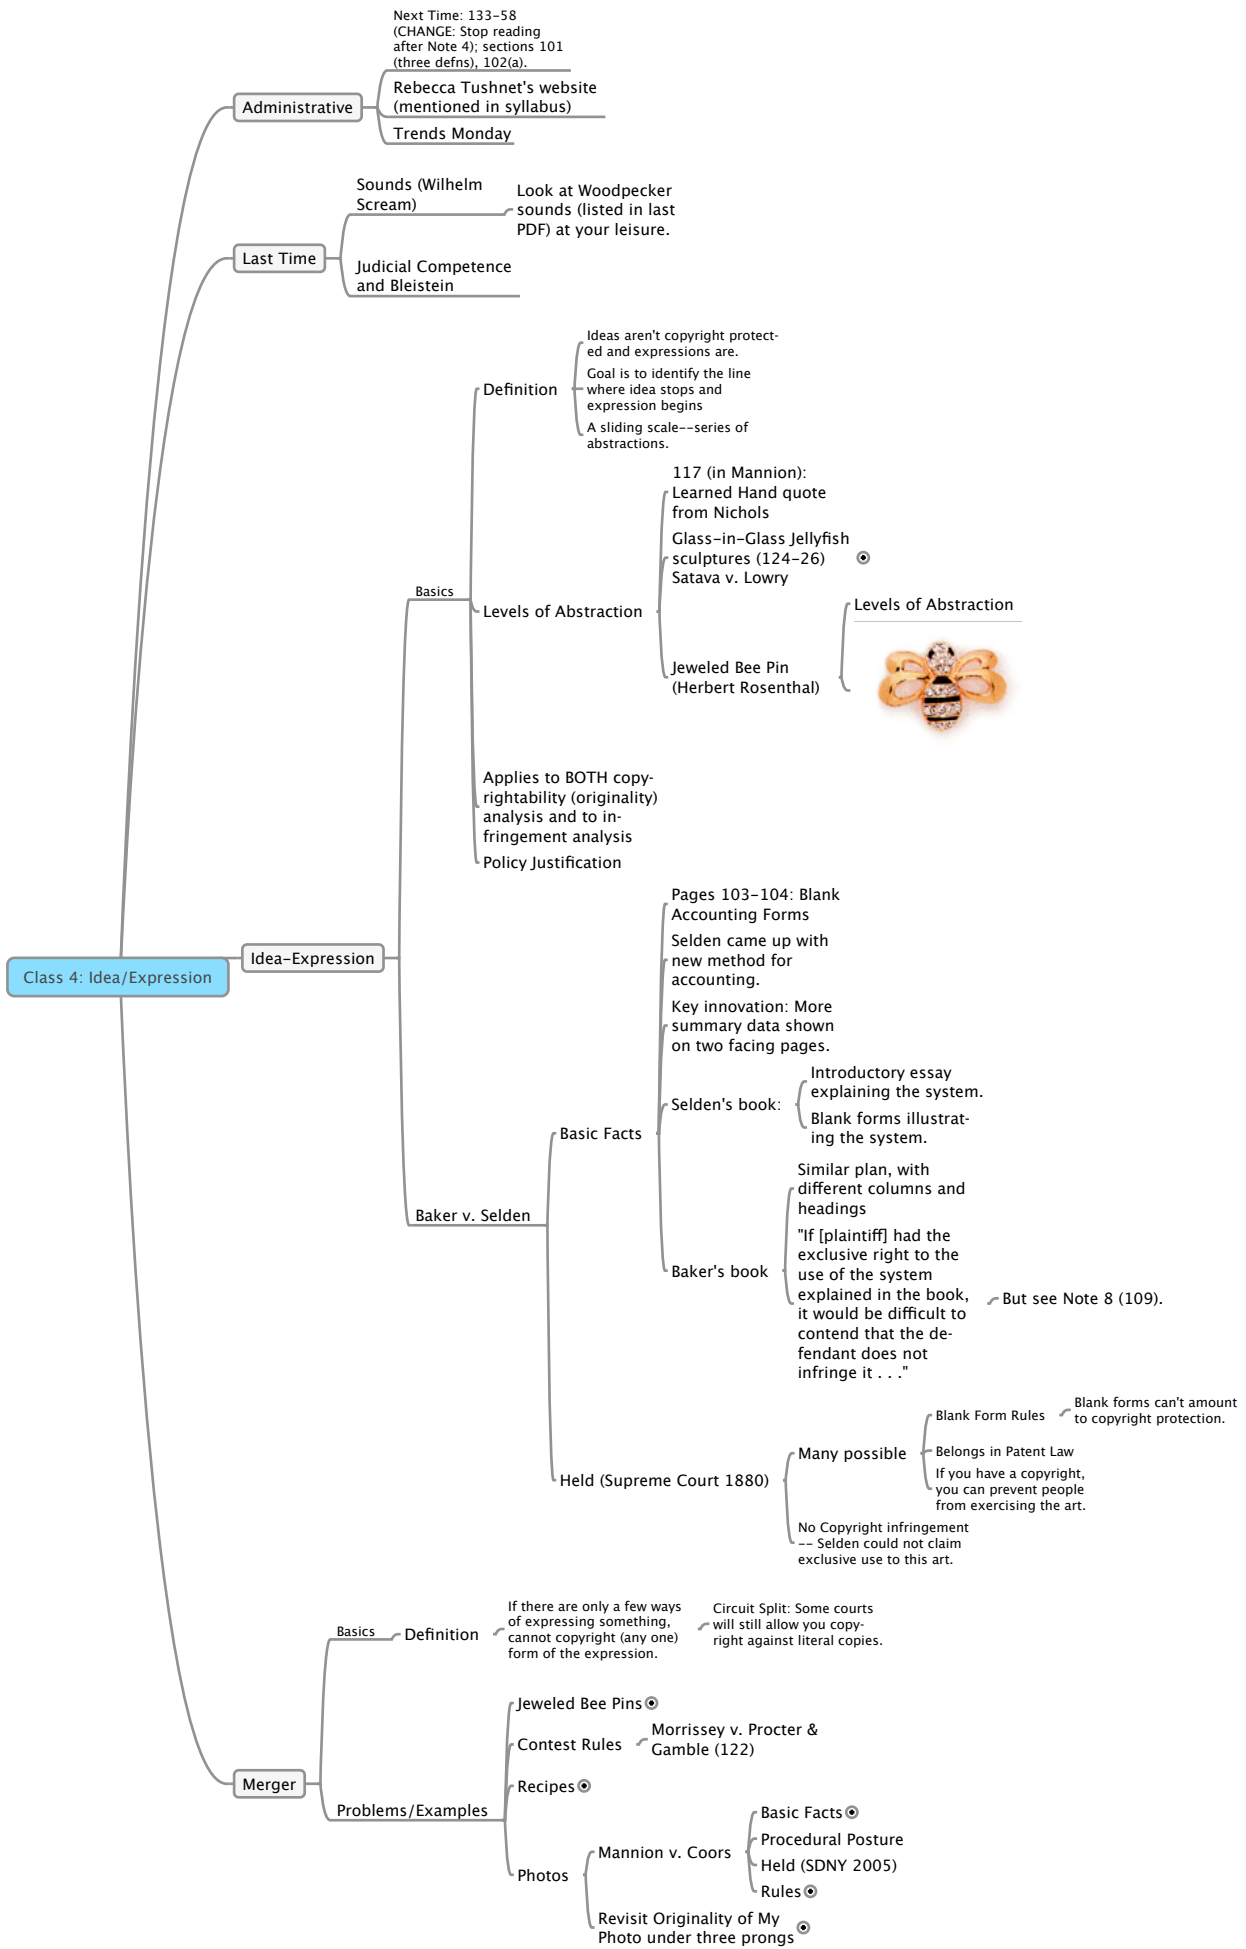 Next Time: 133-58
(CHANGE: Stop reading
after Note 4); sections 101
(three defns), 102(a).
Administrative
Rebecca Tushnet's website
(mentioned in syllabus)
Trends Monday
Last Time
Sounds (Wilhelm
Scream)
Look at Woodpecker
sounds (listed in last
PDF) at your leisure.
Judicial Competence
and Bleistein
Class 4: Idea/Expression
Idea-Expression
Basics
Definition
Ideas aren't copyright protect-
ed and expressions are.
Goal is to identify the line
where idea stops and
expression begins
A sliding scale--series of
abstractions.
Levels of Abstraction
117 (in Mannion):
Learned Hand quote
from Nichols
Glass-in-Glass Jellyfish
sculptures (124-26)
Satava v. Lowry
Jeweled Bee Pin
(Herbert Rosenthal)
Levels of Abstraction
Applies to BOTH copy-
rightability (originality)
analysis and to in-
fringement analysis
Policy Justification
Baker v. Selden
Basic Facts
Pages 103-104: Blank
Accounting Forms
Selden came up with
new method for
accounting.
Key innovation: More
summary data shown
on two facing pages.
Selden's book:
Introductory essay
explaining the system.
Blank forms illustrat-
ing the system.
Baker's book
Similar plan, with
different columns and
headings
"If [plaintiff] had the
exclusive right to the
use of the system
explained in the book,
it would be difficult to
contend that the de-
fendant does not
infringe it . . ."
But see Note 8 (109).
Held (Supreme Court 1880)
Many possible
Blank Form Rules
Blank forms can't amount
to copyright protection.
Belongs in Patent Law
If you have a copyright,
you can prevent people
from exercising the art.
No Copyright infringement
-- Selden could not claim
exclusive use to this art.
Merger
Basics
Definition
If there are only a few ways
of expressing something,
cannot copyright (any one)
form of the expression.
Circuit Split: Some courts
will still allow you copy-
right against literal copies.
Problems/Examples
Jeweled Bee Pins
Contest Rules
Morrissey v. Procter &
Gamble (122)
Recipes
Photos
Mannion v. Coors
Basic Facts
Procedural Posture
Held (SDNY 2005)
Rules
Revisit Originality of My
Photo under three prongs